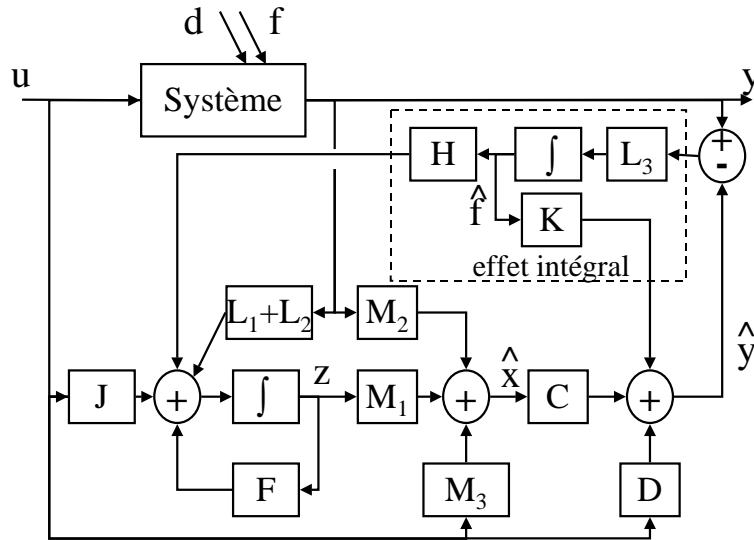 d f
u
Système
y
H
∫
L₃
+
-
f̂
K
effet intégral
L₁+L₂
M₂
ŷ
J
+
∫
z
M₁
+
x̂
C
+
F
M₃
D